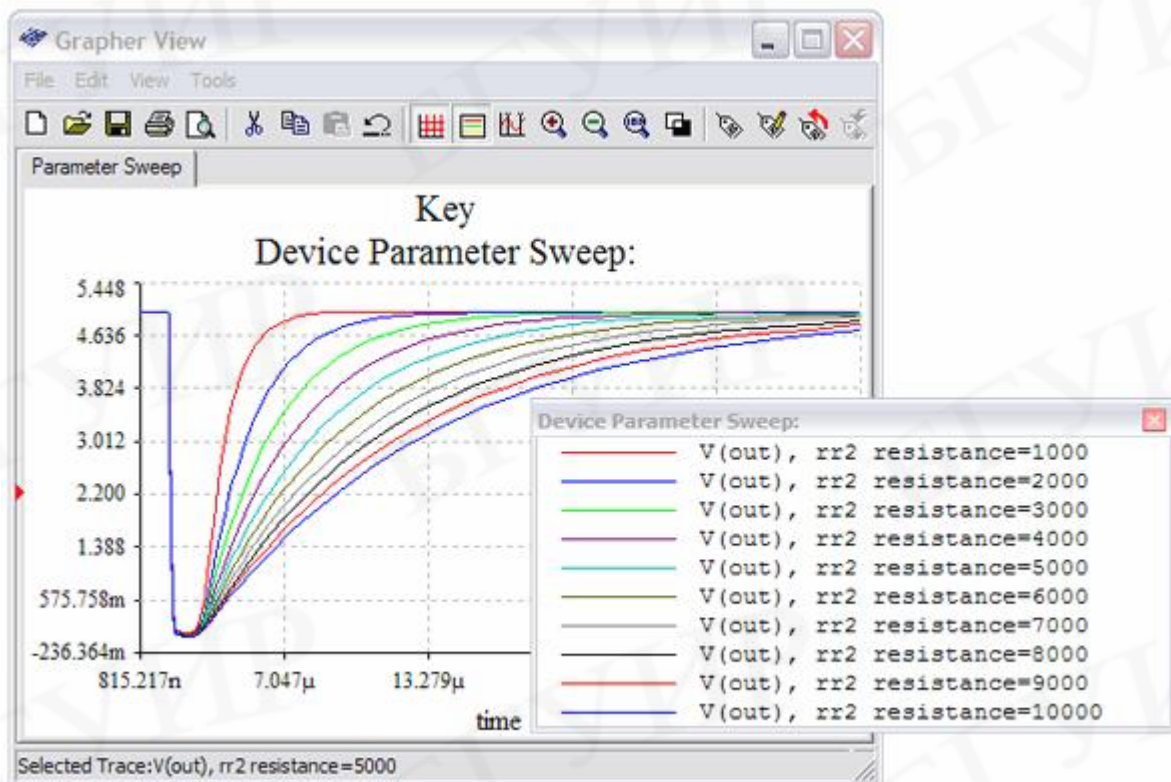 Grapher View
File Edit View Tools
Parameter Sweep
Key
Device Parameter Sweep:
5.448
4.636
3.824
3.012
2.200
1.388
575.758m
-236.364m
815.217n 7.047µ 13.279µ
time
Device Parameter Sweep:
V(out), rr2 resistance=1000
V(out), rr2 resistance=2000
V(out), rr2 resistance=3000
V(out), rr2 resistance=4000
V(out), rr2 resistance=5000
V(out), rr2 resistance=6000
V(out), rr2 resistance=7000
V(out), rr2 resistance=8000
V(out), rr2 resistance=9000
V(out), rr2 resistance=10000
Selected Trace:V(out), rr2 resistance=5000
БГУИР